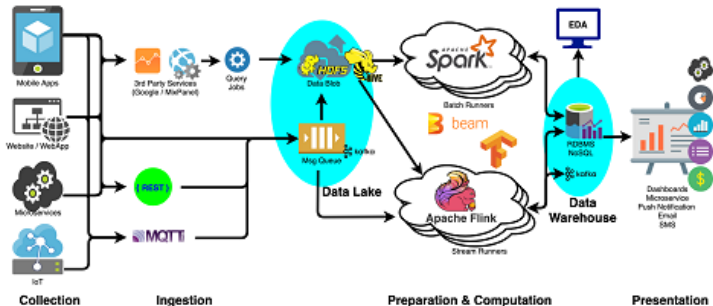 Mobile Apps
Website / WebApp
Microservices
IoT
3rd Party Services
(Google / MixPanel)
Query
Jobs
{ REST }
MQTT
HDFS
HIVE
Data Blob
Msg Queue
kafka
Data Lake
APACHE
Spark
Batch Runners
beam
Apache Flink
Stream Runners
EDA
RDBMS
NoSQL
kafka
Data
Warehouse
Dashboards
Microservice
Push Notification
Email
SMS
Collection
Ingestion
Preparation & Computation
Presentation